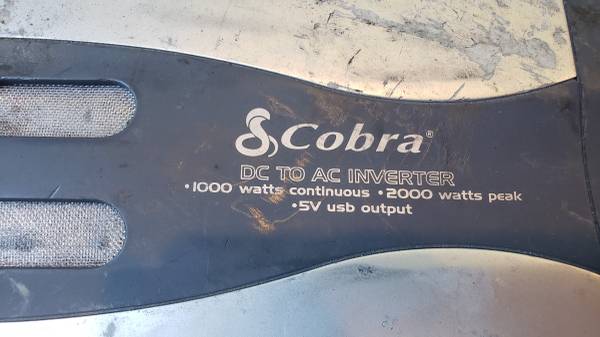 Cobra®
DC TO AC INVERTER
•1000 watts continuous •2000 watts peak
•5V usb output